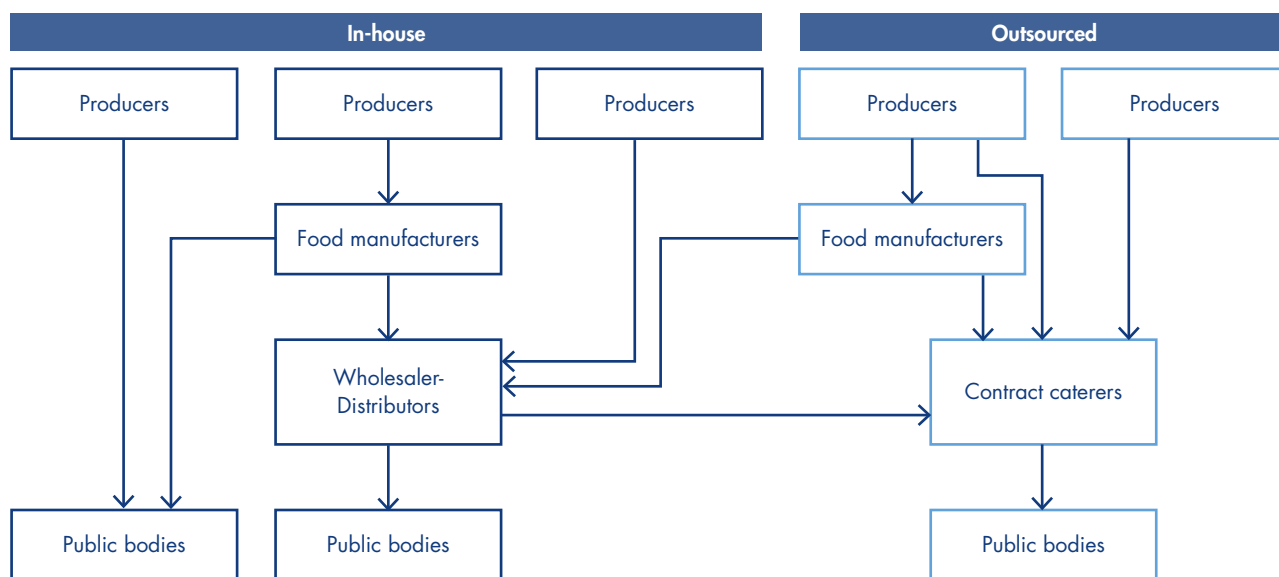 In-house
Outsourced
Producers
Producers
Producers
Producers
Producers
Food manufacturers
Food manufacturers
Wholesaler-
Distributors
Contract caterers
Public bodies
Public bodies
Public bodies